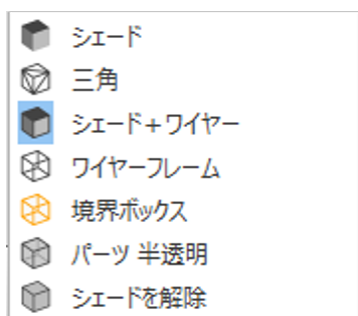 シェード
三角
シェード+ワイヤー
ワイヤーフレーム
境界ボックス
パーツ 半透明
シェードを解除